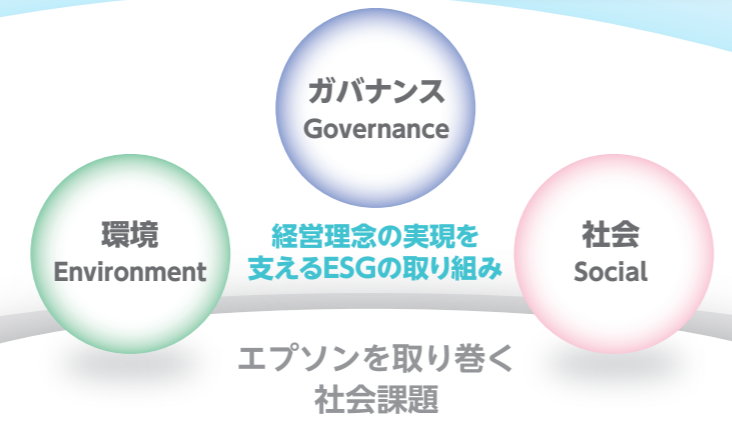 ガバナンス
Governance
環境
Environment
経営理念の実現を
支えるESGの取り組み
社会
Social
エプソンを取り巻く
社会課題